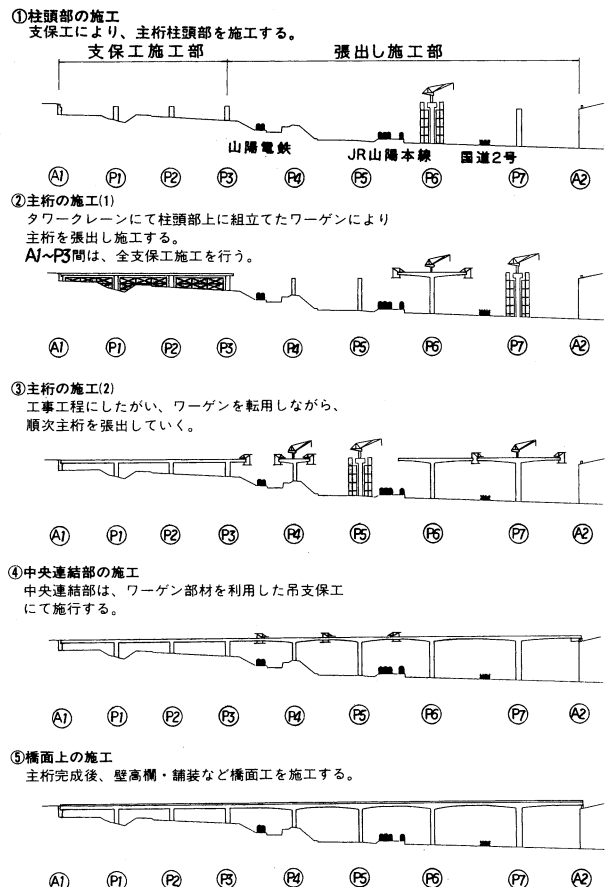 ①柱頭部の施工
支保工により、主桁柱頭部を施工する。
支保工施工部 張出し施工部
山陽電鉄 JR山陽本線 国道2号
A1 P1 P2 P3 P4 P5 P6 P7 A2
②主桁の施工(1)
タワークレーンにて柱頭部上に組立てたワーゲンにより
主桁を張出し施工する。
A1~P3間は、全支保工施工を行う。
A1 P1 P2 P3 P4 P5 P6 P7 A2
③主桁の施工(2)
工事工程にしたがい、ワーゲンを転用しながら、
順次主桁を張出していく。
A1 P1 P2 P3 P4 P5 P6 P7 A2
④中央連結部の施工
中央連結部は、ワーゲン部材を利用した吊支保工
にて施行する。
A1 P1 P2 P3 P4 P5 P6 P7 A2
⑤橋面上の施工
主桁完成後、壁高欄・舗装など橋面工を施工する。
A1 P1 P2 P3 P4 P5 P6 P7 A2